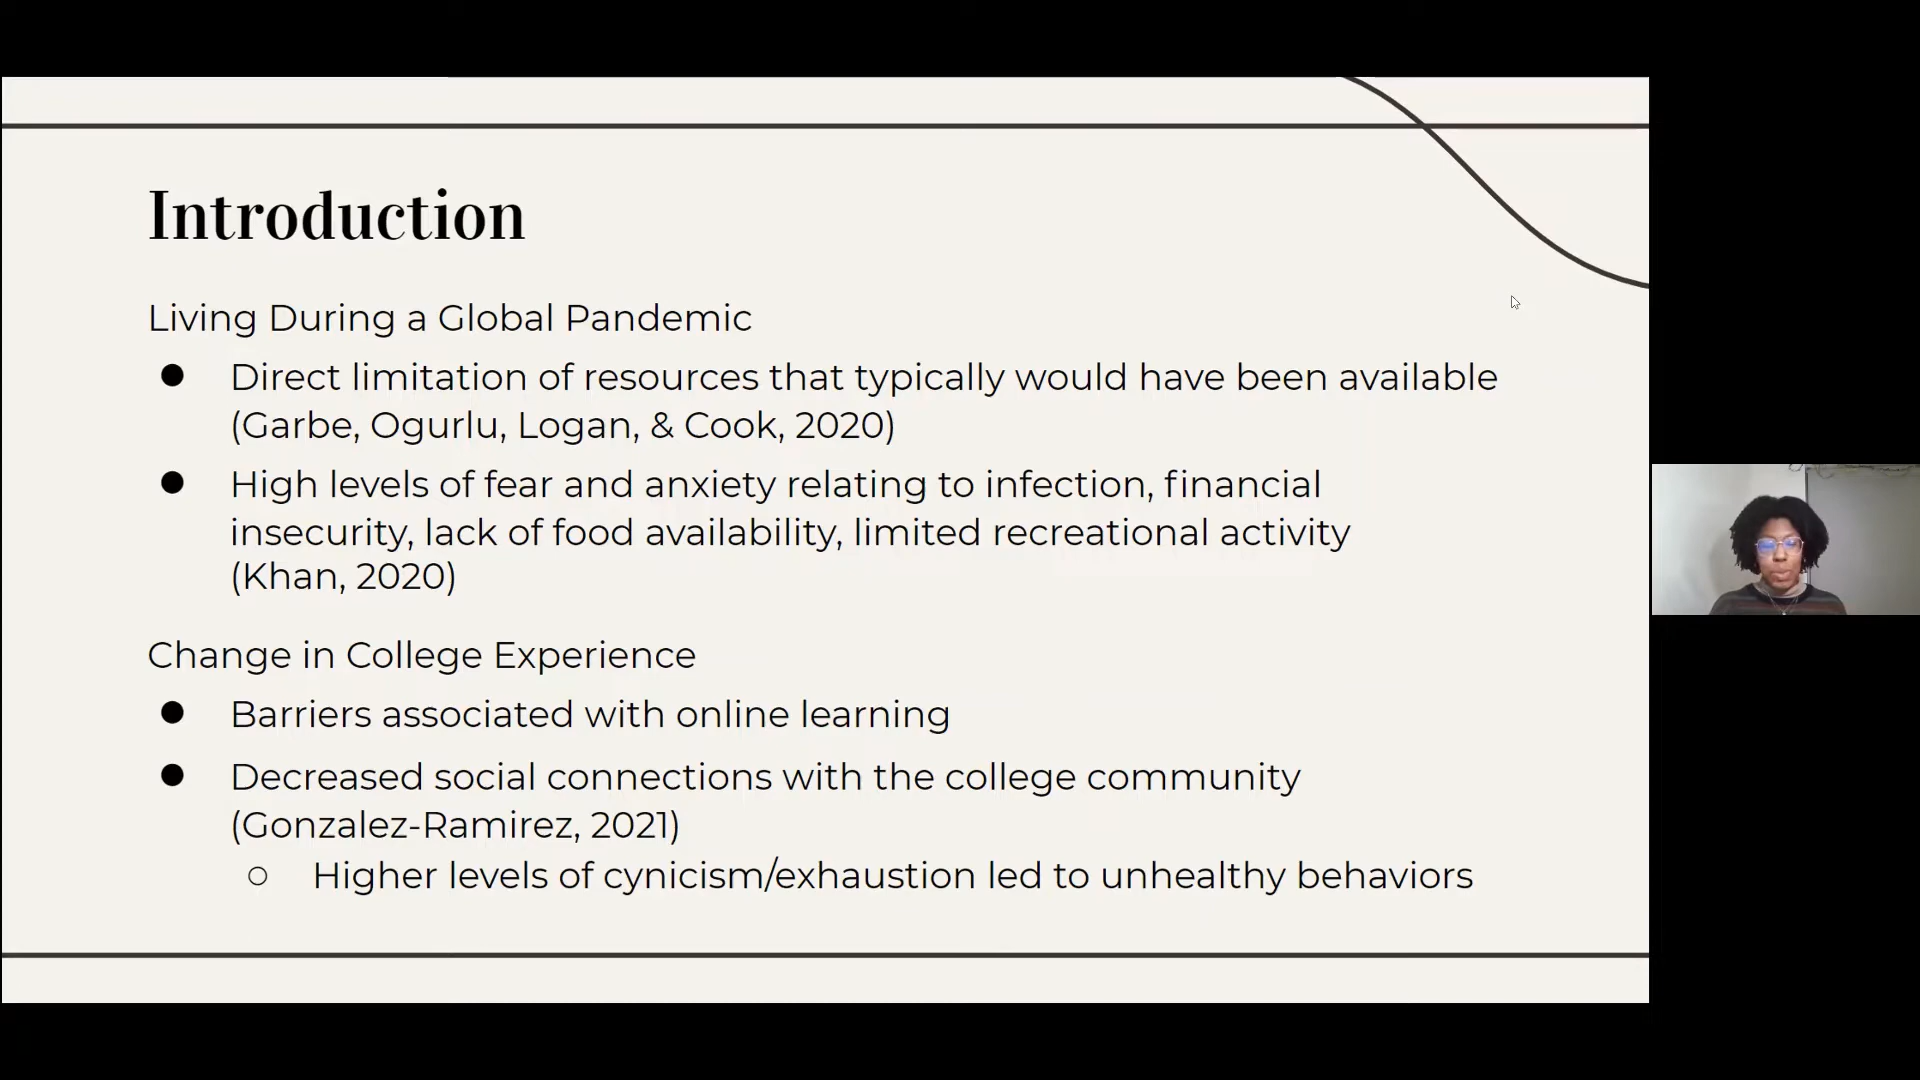 Introduction
Living During a Global Pandemic
● Direct limitation of resources that typically would have been available
(Garbe, Ogurlu, Logan, & Cook, 2020)
● High levels of fear and anxiety relating to infection, financial
insecurity, lack of food availability, limited recreational activity
(Khan, 2020)
Change in College Experience
● Barriers associated with online learning
● Decreased social connections with the college community
(Gonzalez-Ramirez, 2021)
○ Higher levels of cynicism/exhaustion led to unhealthy behaviors